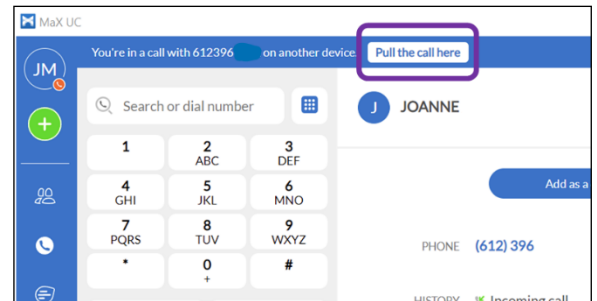 MaX UC
You're in a call with 612396 on another device Pull the call here
JM
Search or dial number
J JOANNE
1 2 3
ABC DEF
Add as a
4 5 6
GHI JKL MNO
7 8 9
PQRS TUV WXYZ
PHONE (612) 396
* 0 #
+
HISTORY Incoming call